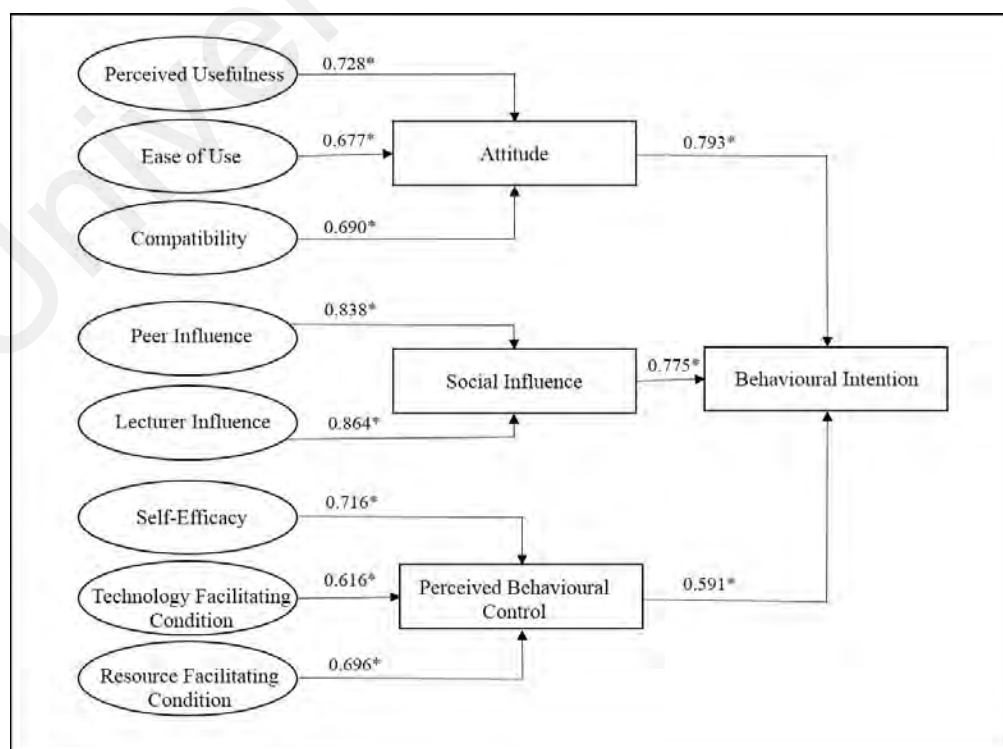 Perceived Usefulness
0.728*
Ease of Use
0.677*
Attitude
0.793*
Compatibility
0.690*
Peer Influence
0.838*
Social Influence
0.775*
Behavioural Intention
Lecturer Influence
0.864*
Self-Efficacy
0.716*
Technology Facilitating
Condition
0.616*
Perceived Behavioural
Control
0.591*
Resource Facilitating
Condition
0.696*